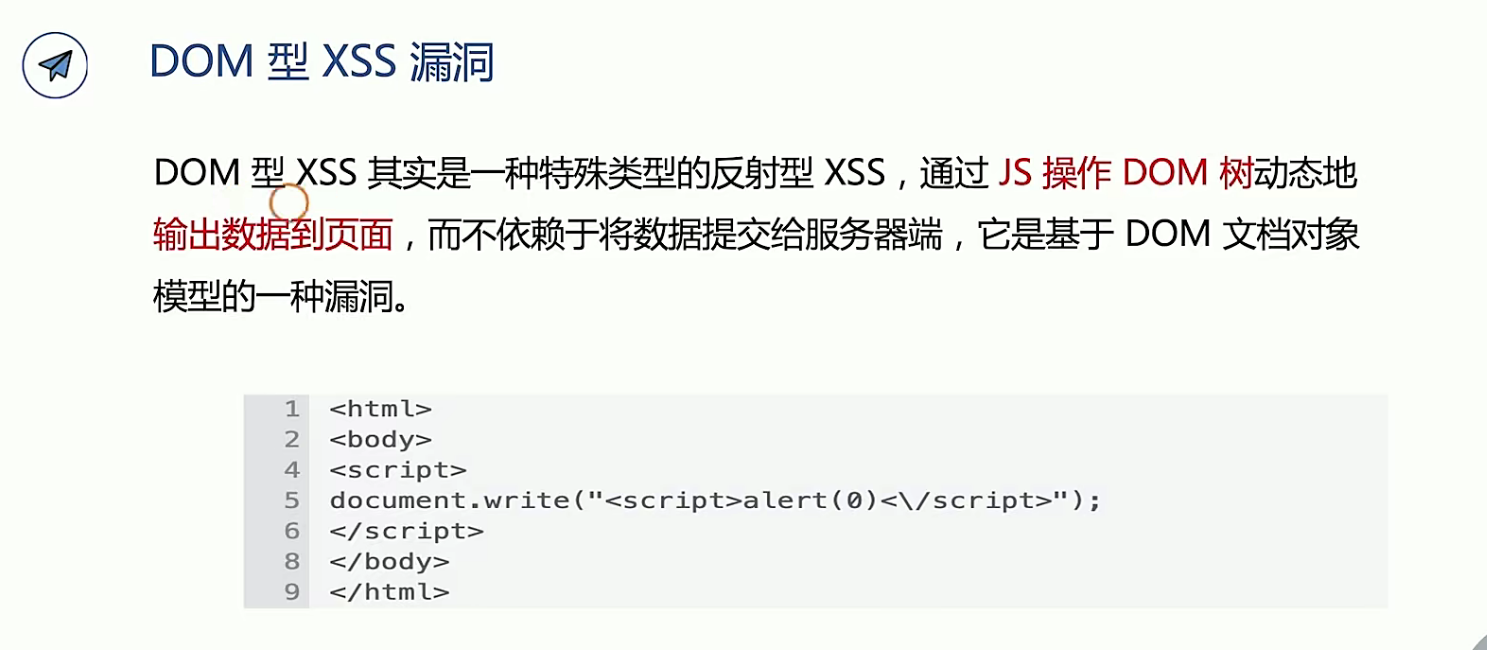 DOM 型 XSS 漏洞
DOM 型 XSS 其实是一种特殊类型的反射型 XSS，通过 JS 操作 DOM 树动态地
输出数据到页面，而不依赖于将数据提交给服务器端，它是基于 DOM 文档对象
模型的一种漏洞。
1 <html>
2 <body>
4 <script>
5 document.write("<script>alert(0)<\/script>");
6 </script>
8 </body>
9 </html>